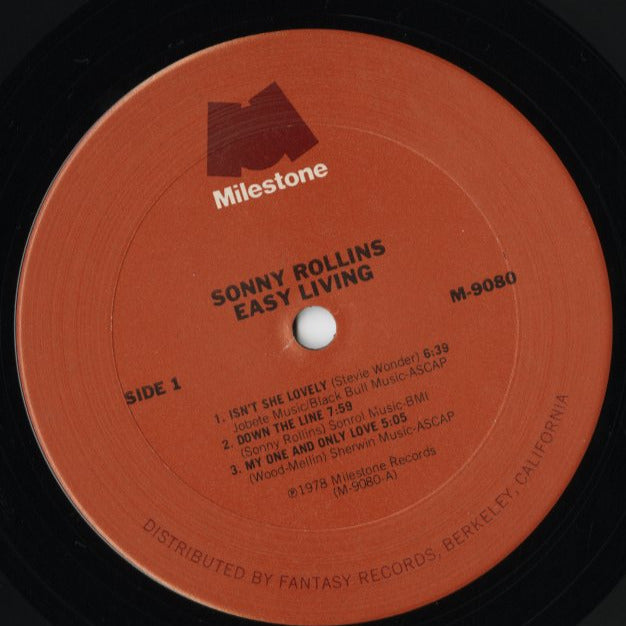 Milestone
SONNY ROLLINS
EASY LIVING
M-9080
SIDE 1
1. ISN'T SHE LOVELY (Stevie Wonder) 6:39
Jobete Music/Black Bull Music-ASCAP
2. DOWN THE LINE 7:59
(Sonny Rollins) Sonrol Music-BMI
3. MY ONE AND ONLY LOVE 5:05
(Wood-Mellin) Sherwin Music-ASCAP
℗1978 Milestone Records
(M-9080-A)
DISTRIBUTED BY FANTASY RECORDS, BERKELEY, CALIFORNIA